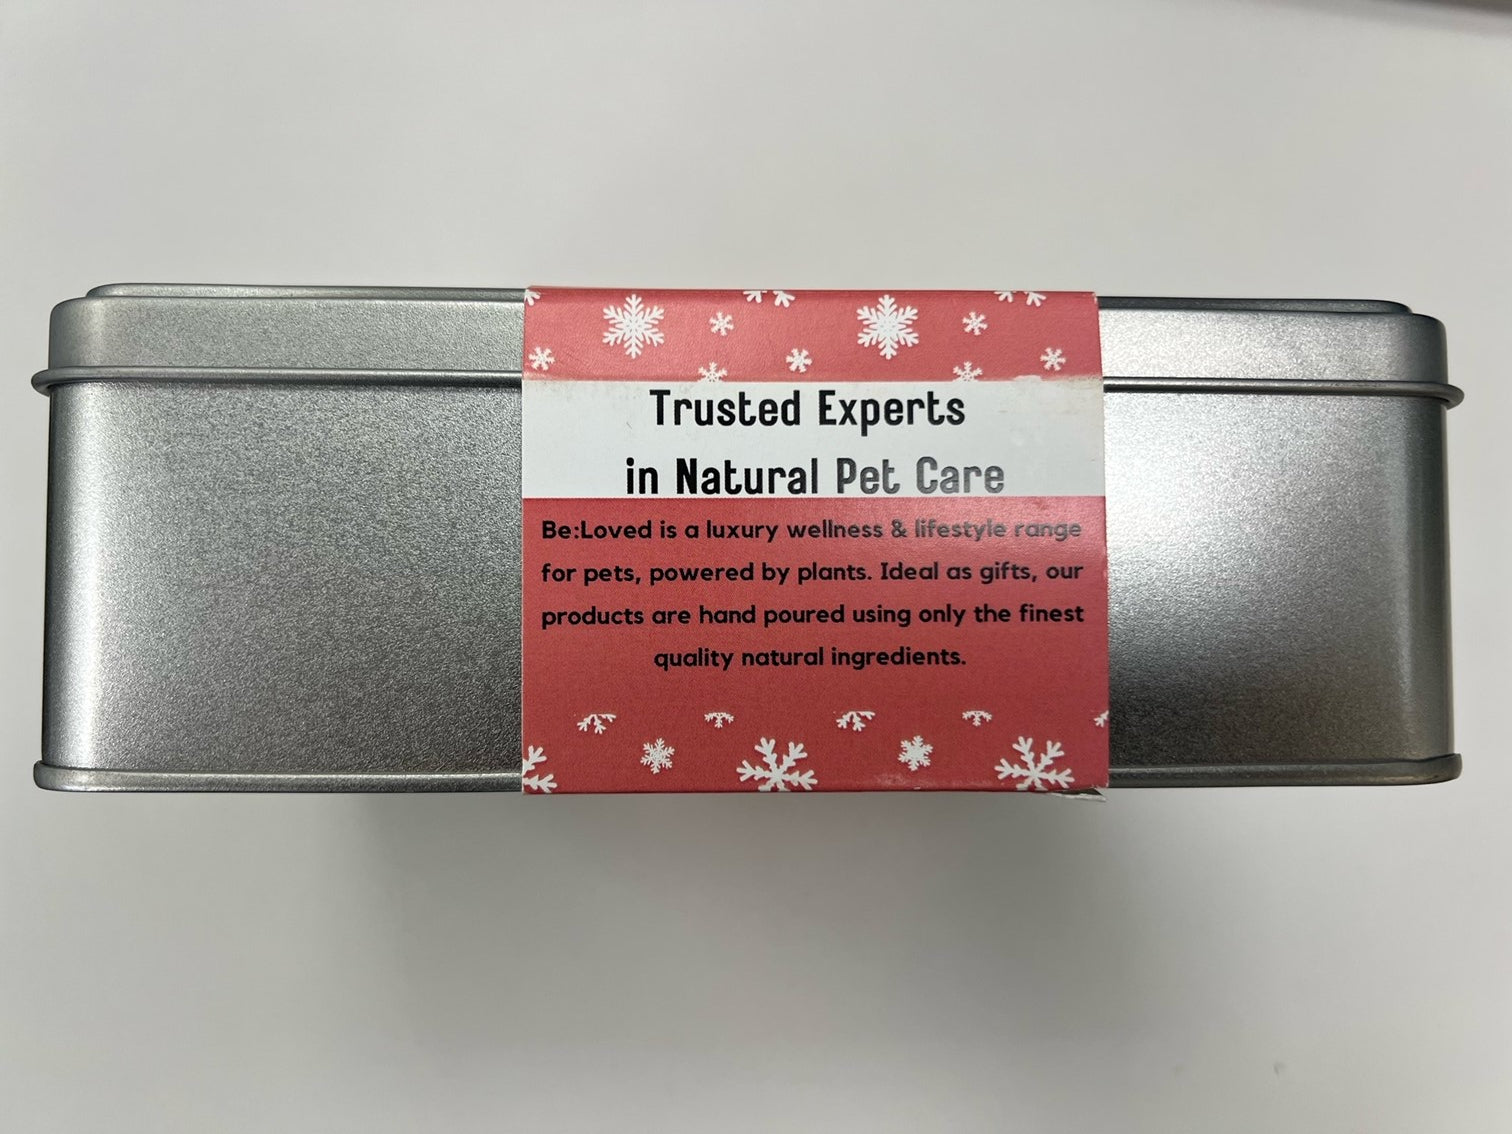 Trusted Experts
in Natural Pet Care
Be:Loved is a luxury wellness & lifestyle range
for pets, powered by plants. Ideal as gifts, our
products are hand poured using only the finest
quality natural ingredients.